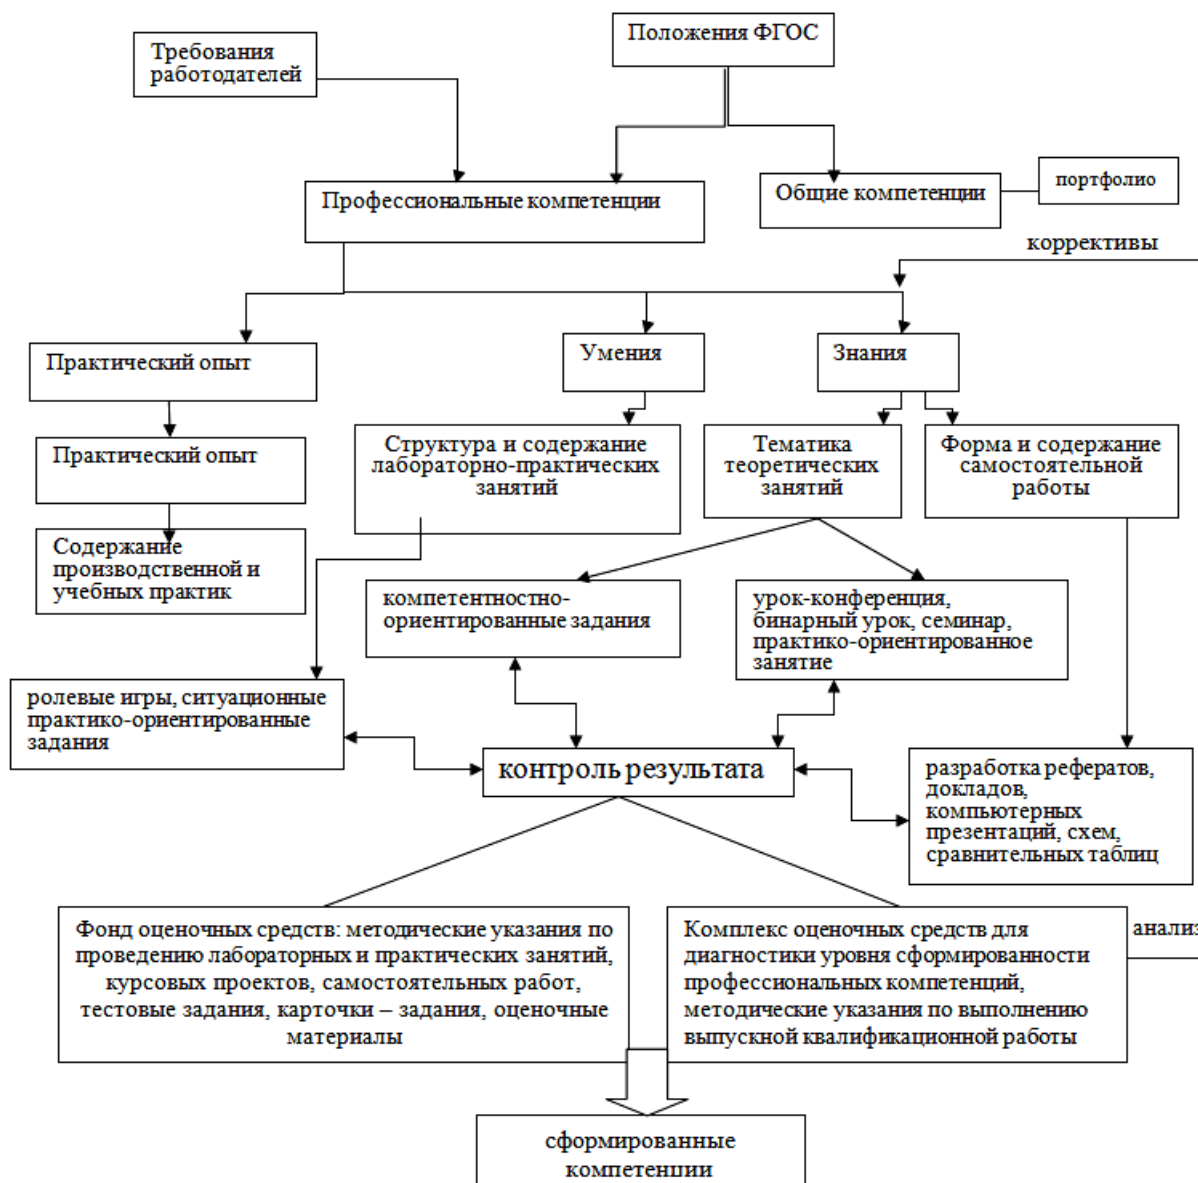 Положения ФГОС
Требования
работодателей
Профессиональные компетенции
Общие компетенции
портфолио
коррективы
Практический опыт
Умения
Знания
Практический опыт
Структура и содержание
лабораторно-практических
занятий
Тематика
теоретических
занятий
Форма и содержание
самостоятельной
работы
Содержание
производственной и
учебных практик
компетентностно-
ориентированные задания
урок-конференция,
бинарный урок, семинар,
практико-ориентированное
занятие
ролевые игры, ситуационные
практико-ориентированные
задания
контроль результата
разработка рефератов,
докладов,
компьютерных
презентаций, схем,
сравнительных таблиц
Фонд оценочных средств: методические указания по
проведению лабораторных и практических занятий,
курсовых проектов, самостоятельных работ,
тестовые задания, карточки – задания, оценочные
материалы
Комплекс оценочных средств для
диагностики уровня сформированности
профессиональных компетенций,
методические указания по выполнению
выпускной квалификационной работы
анализ
сформированные
компетенции